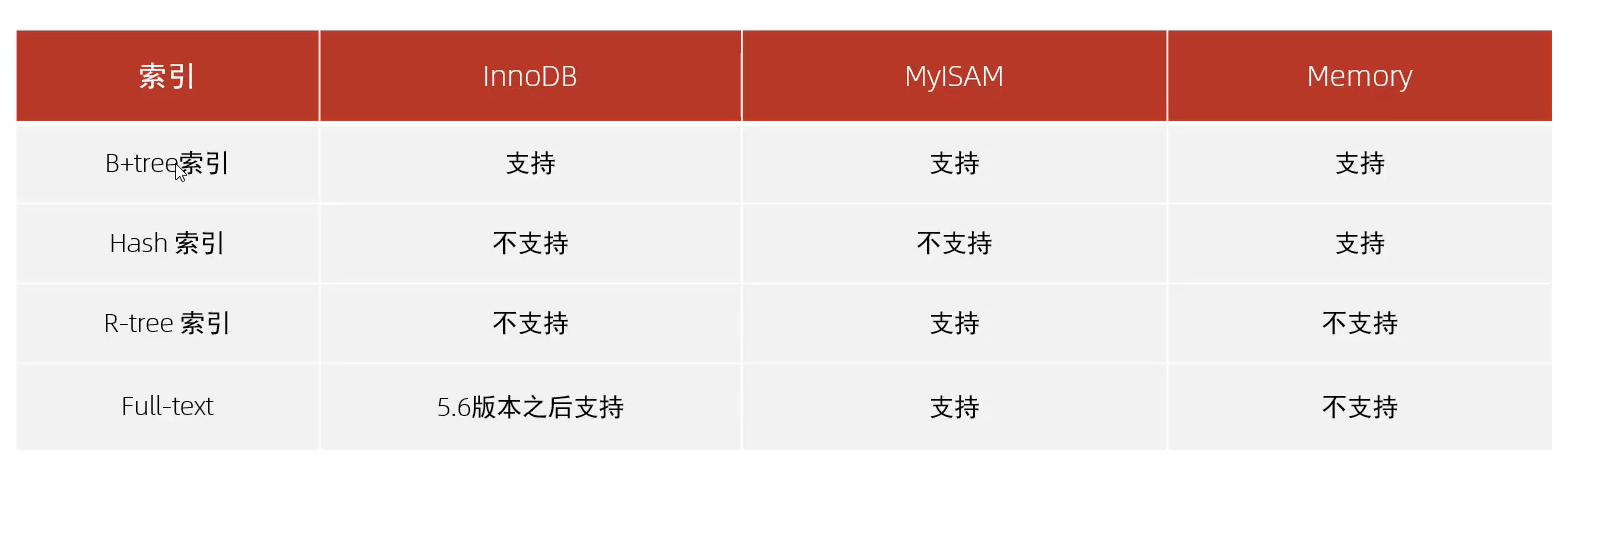 索引 InnoDB MyISAM Memory
B+tree索引 支持 支持 支持
Hash 索引 不支持 不支持 支持
R-tree 索引 不支持 支持 不支持
Full-text 5.6版本之后支持 支持 不支持